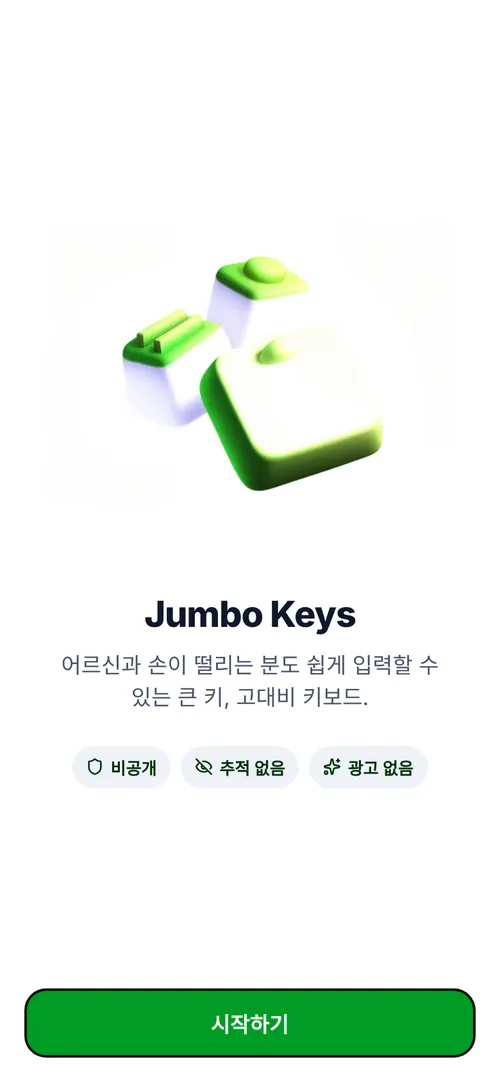 Jumbo Keys
어르신과 손이 떨리는 분도 쉽게 입력할 수
있는 큰 키, 고대비 키보드.
비공개 추적 없음 광고 없음
시작하기